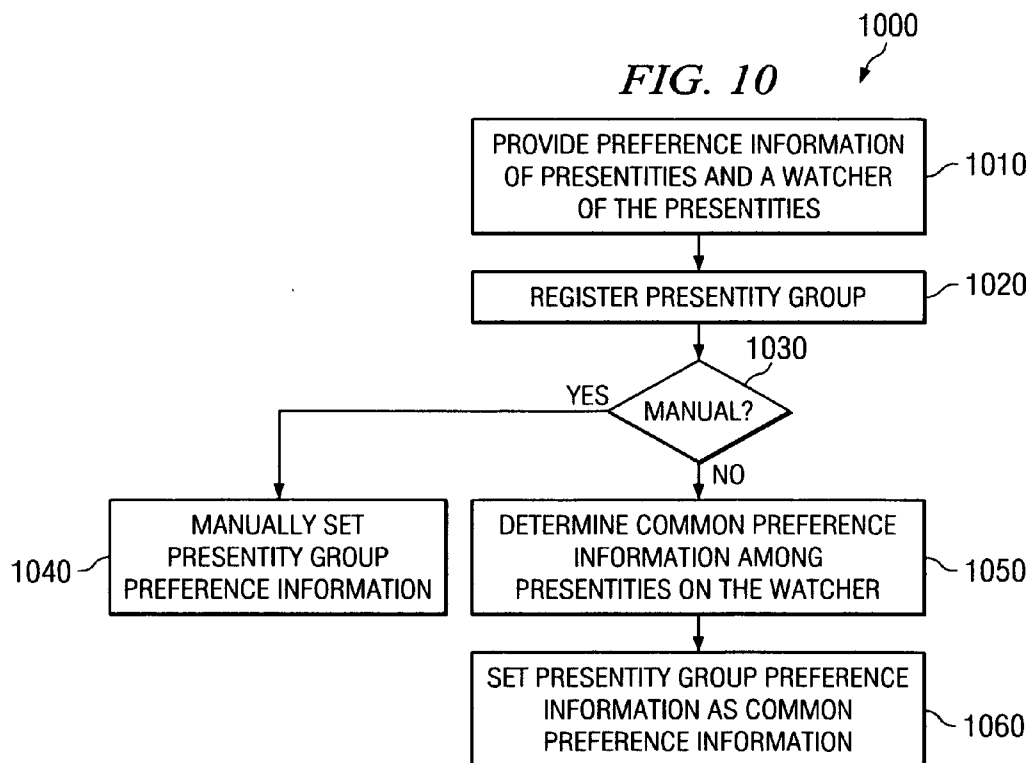 1000
FIG. 10
PROVIDE PREFERENCE INFORMATION
OF PRESENTITIES AND A WATCHER
OF THE PRESENTITIES
1010
REGISTER PRESENTITY GROUP
1020
1030
MANUAL?
YES
NO
MANUALLY SET
PRESENTITY GROUP
PREFERENCE INFORMATION
1040
DETERMINE COMMON PREFERENCE
INFORMATION AMONG
PRESENTITIES ON THE WATCHER
1050
SET PRESENTITY GROUP PREFERENCE
INFORMATION AS COMMON
PREFERENCE INFORMATION
1060